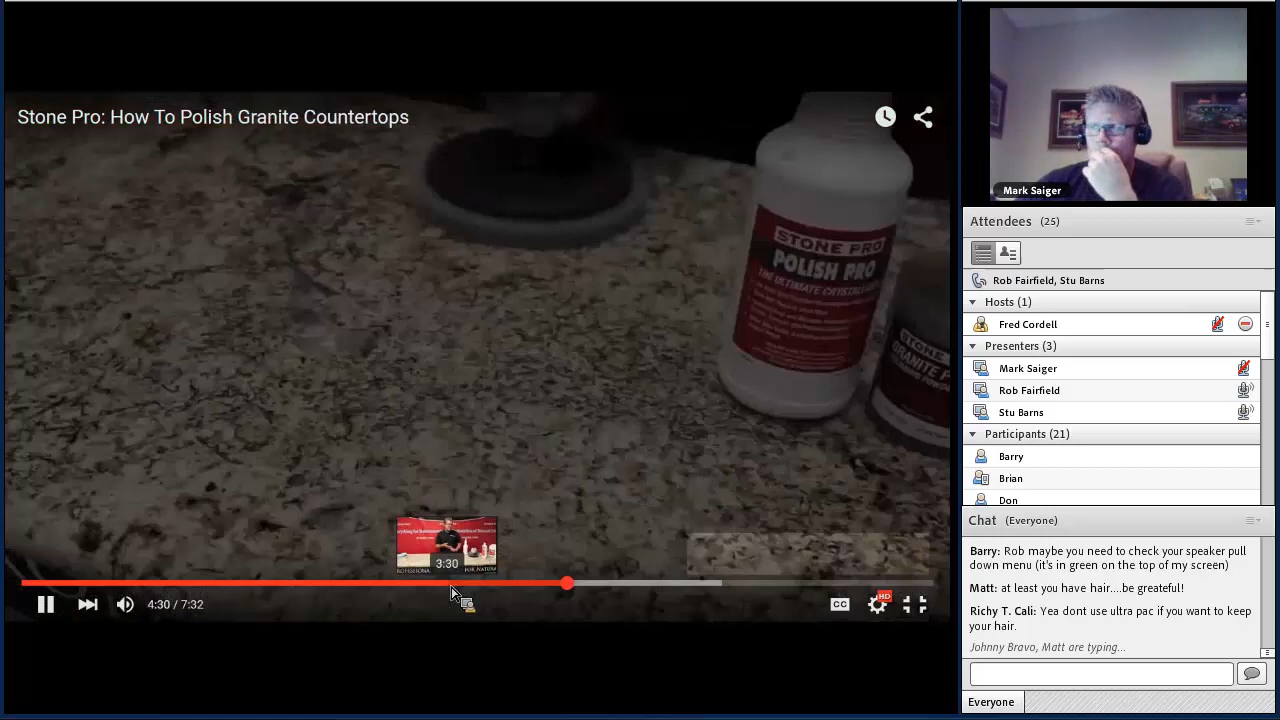 Stone Pro: How To Polish Granite Countertops
STONE PRO
POLISH PRO
THE ULTIMATE
STONE
GRANITE
3:30
4:30 / 7:32
CC
HD
Mark Saiger
Attendees (25)
Rob Fairfield, Stu Barns
Hosts (1)
Fred Cordell
Presenters (3)
Mark Saiger
Rob Fairfield
Stu Barns
Participants (21)
Barry
Brian
Don
Chat (Everyone)
Barry: Rob maybe you need to check your speaker pull
down menu (it's in green on the top of my screen)
Matt: at least you have hair....be greateful!
Richy T. Cali: Yea dont use ultra pac if you want to keep
your hair.
Johnny Bravo, Matt are typing...
Everyone